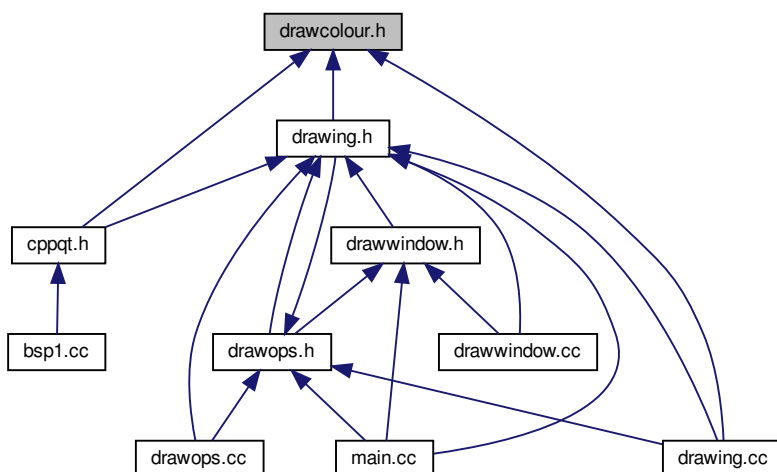 drawcolour.h
drawing.h
cppqt.h
drawwindow.h
bsp1.cc
drawops.h
drawwindow.cc
drawops.cc
main.cc
drawing.cc